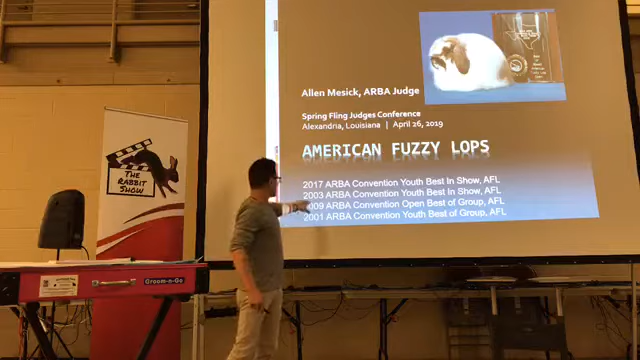 Allen Mesick, ARBA Judge
Spring Fling Judges Conference
Alexandria, Louisiana | April 26, 2019
AMERICAN FUZZY LOPS
2017 ARBA Convention Youth Best In Show, AFL
2003 ARBA Convention Youth Best In Show, AFL
2009 ARBA Convention Open Best of Group, AFL
2001 ARBA Convention Youth Best of Group, AFL
THE
RABBIT
SHOW
Groom-n-Go